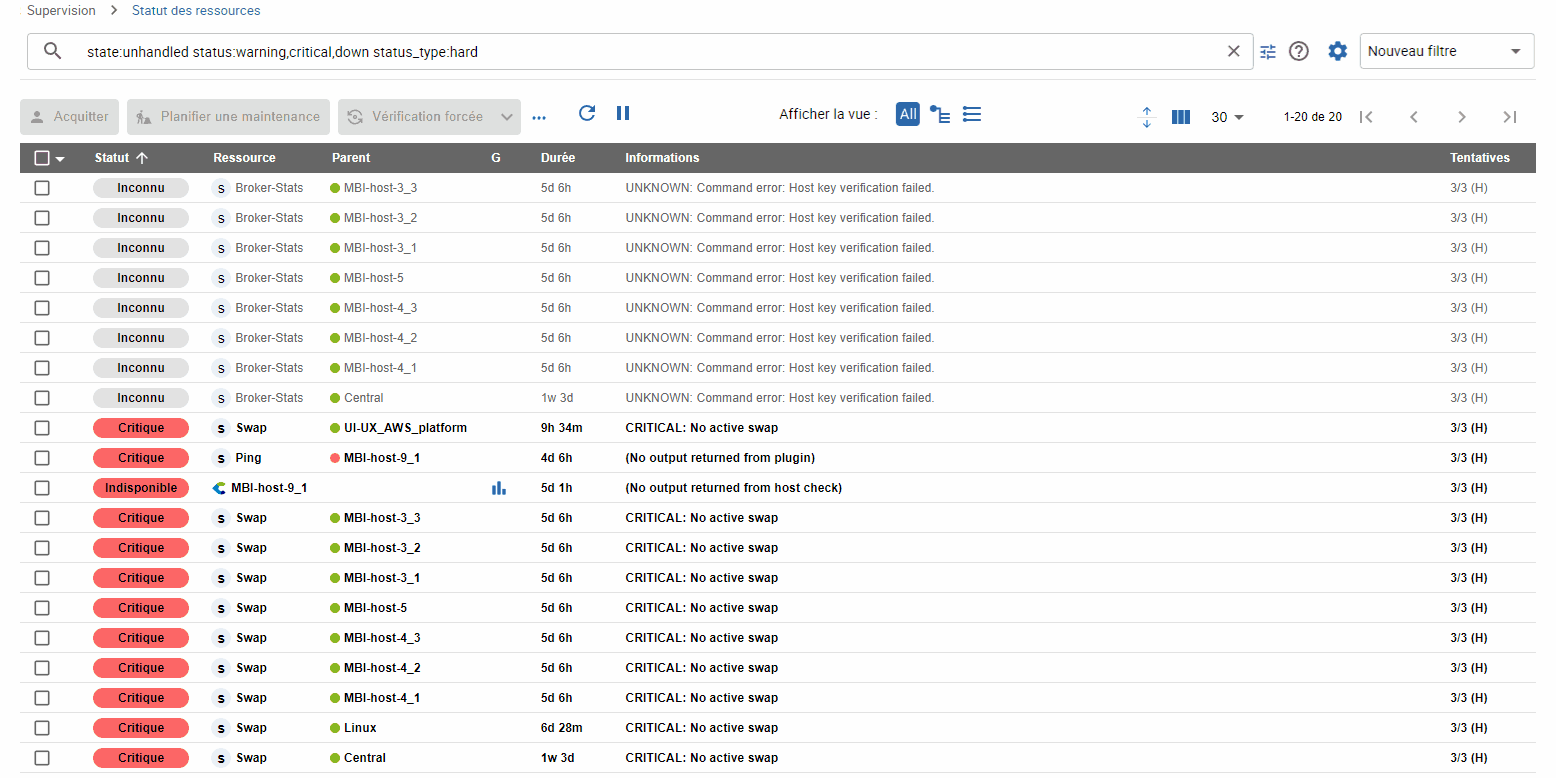 Supervision > Statut des ressources
state:unhandled status:warning,critical,down status_type:hard Nouveau filtre
Acquitter Planifier une maintenance Vérification forcée ... Afficher la vue : All 30 1-20 de 20
Statut Ressource Parent G Durée Informations Tentatives
Inconnu S Broker-Stats MBI-host-3_3 5d 6h UNKNOWN: Command error: Host key verification failed. 3/3 (H)
Inconnu S Broker-Stats MBI-host-3_2 5d 6h UNKNOWN: Command error: Host key verification failed. 3/3 (H)
Inconnu S Broker-Stats MBI-host-3_1 5d 6h UNKNOWN: Command error: Host key verification failed. 3/3 (H)
Inconnu S Broker-Stats MBI-host-5 5d 6h UNKNOWN: Command error: Host key verification failed. 3/3 (H)
Inconnu S Broker-Stats MBI-host-4_3 5d 6h UNKNOWN: Command error: Host key verification failed. 3/3 (H)
Inconnu S Broker-Stats MBI-host-4_2 5d 6h UNKNOWN: Command error: Host key verification failed. 3/3 (H)
Inconnu S Broker-Stats MBI-host-4_1 5d 6h UNKNOWN: Command error: Host key verification failed. 3/3 (H)
Inconnu S Broker-Stats Central 1w 3d UNKNOWN: Command error: Host key verification failed. 3/3 (H)
Critique S Swap UI-UX_AWS_platform 9h 34m CRITICAL: No active swap 3/3 (H)
Critique S Ping MBI-host-9_1 4d 6h (No output returned from plugin) 3/3 (H)
Indisponible MBI-host-9_1 5d 1h (No output returned from host check) 3/3 (H)
Critique S Swap MBI-host-3_3 5d 6h CRITICAL: No active swap 3/3 (H)
Critique S Swap MBI-host-3_2 5d 6h CRITICAL: No active swap 3/3 (H)
Critique S Swap MBI-host-3_1 5d 6h CRITICAL: No active swap 3/3 (H)
Critique S Swap MBI-host-5 5d 6h CRITICAL: No active swap 3/3 (H)
Critique S Swap MBI-host-4_3 5d 6h CRITICAL: No active swap 3/3 (H)
Critique S Swap MBI-host-4_2 5d 6h CRITICAL: No active swap 3/3 (H)
Critique S Swap MBI-host-4_1 5d 6h CRITICAL: No active swap 3/3 (H)
Critique S Swap Linux 6d 28m CRITICAL: No active swap 3/3 (H)
Critique S Swap Central 1w 3d CRITICAL: No active swap 3/3 (H)